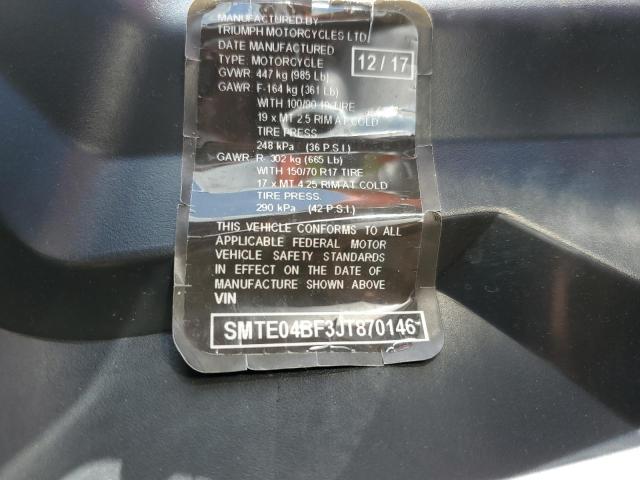 MANUFACTURED BY
TRIUMPH MOTORCYCLES LTD
DATE MANUFACTURED
12 / 17
TYPE: MOTORCYCLE
GVWR: 447 kg (985 Lb)
GAWR: F-164 kg (361 Lb)
WITH 100/90-19 TIRE
19 x MT 2.5 RIM AT COLD
TIRE PRESS.
248 kPa (36 P.S.I.)
GAWR: R- 302 kg (665 Lb)
WITH 150/70 R17 TIRE
17 x MT 4.25 RIM AT COLD
TIRE PRESS.
290 kPa (42 P.S.I.)
THIS VEHICLE CONFORMS TO ALL
APPLICABLE FEDERAL MOTOR
VEHICLE SAFETY STANDARDS
IN EFFECT ON THE DATE OF
MANUFACTURE SHOWN ABOVE
VIN
SMTE04BF3JT870146